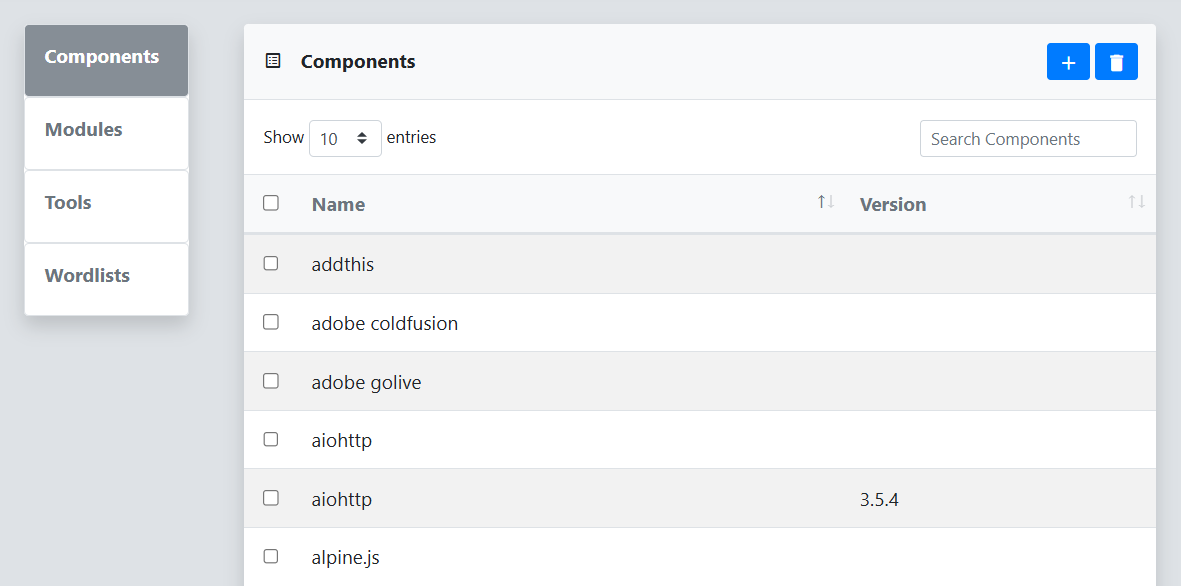 Components
Modules
Tools
Wordlists
Components
Show 10 entries
Search Components
Name Version
addthis
adobe coldfusion
adobe golive
aiohttp
aiohttp 3.5.4
alpine.js